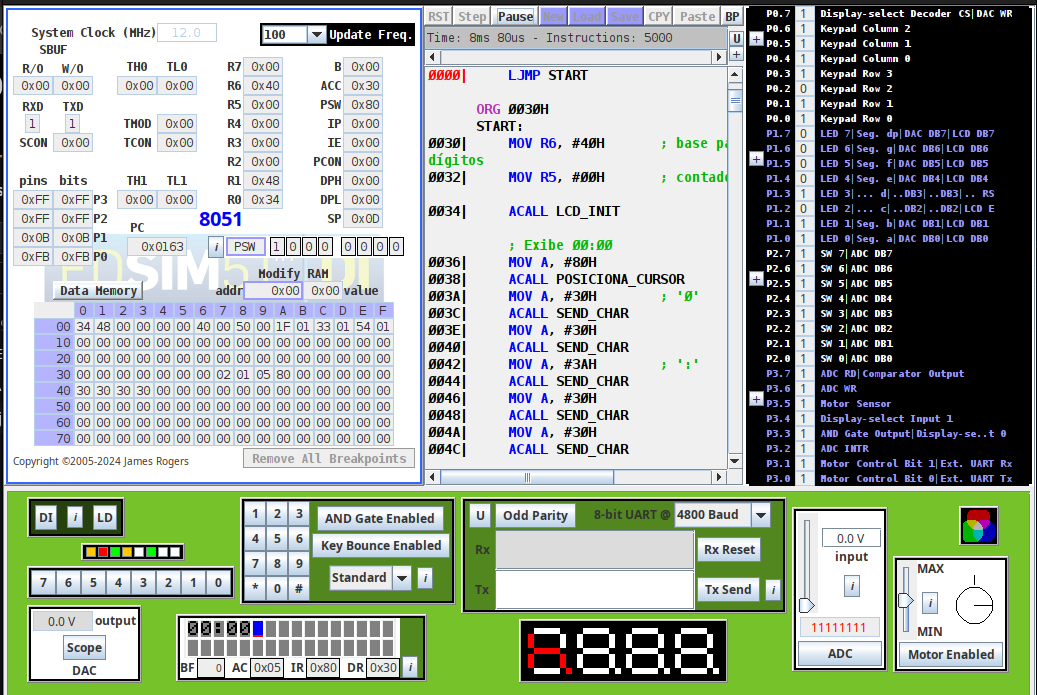 System Clock (MHz) 12.0
100 Update Freq.
SBUF
R/O W/O TH0 TL0 R7 0x00 B 0x00
0x00 0x00 0x00 0x00 R6 0x40 ACC 0x30
RXD TXD R5 0x00 PSW 0x80
1 1 TMOD 0x00 R4 0x00 IP 0x00
SCON 0x00 TCON 0x00 R3 0x00 IE 0x00
R2 0x00 PCON 0x00
pins bits TH1 TL1 R1 0x48 DPH 0x00
0xFF 0xFF P3 0x00 0x00 R0 0x34 DPL 0x00
0xFF 0xFF P2 8051 SP 0x0D
0x0B 0x0B P1 PC
0xFB 0xFB P0 0x0163 i PSW 1 0 0 0 0 0 0 0
EDSIM51DI
Modify RAM
Data Memory addr 0x00 0x00 value
0 1 2 3 4 5 6 7 8 9 A B C D E F
00 34 48 00 00 00 00 40 00 50 00 1F 01 33 01 54 01
10 00 00 00 00 00 00 00 00 00 00 00 00 00 00 00 00
20 00 00 00 00 00 00 00 00 00 00 00 00 00 00 00 00
30 00 00 00 00 00 00 00 02 01 05 80 00 00 00 00 00
40 30 30 30 30 00 00 00 00 00 00 00 00 00 00 00 00
50 00 00 00 00 00 00 00 00 00 00 00 00 00 00 00 00
60 00 00 00 00 00 00 00 00 00 00 00 00 00 00 00 00
70 00 00 00 00 00 00 00 00 00 00 00 00 00 00 00 00
Copyright ©2005-2024 James Rogers Remove All Breakpoints
RST Step Pause New Load Save CPY Paste BP
Time: 8ms 80us - Instructions: 5000 U
+
0000| LJMP START
ORG 0030H
START:
0030| MOV R6, #40H ; base pa
dígitos
0032| MOV R5, #00H ; contado
0034| ACALL LCD_INIT
; Exibe 00:00
0036| MOV A, #80H
0038| ACALL POSICIONA_CURSOR
003A| MOV A, #30H ; '0'
003C| ACALL SEND_CHAR
003E| MOV A, #30H
0040| ACALL SEND_CHAR
0042| MOV A, #3AH ; ':'
0044| ACALL SEND_CHAR
0046| MOV A, #30H
0048| ACALL SEND_CHAR
004A| MOV A, #30H
004C| ACALL SEND_CHAR
P0.7 1 Display-select Decoder CS|DAC WR
P0.6 1 Keypad Column 2
+ P0.5 1 Keypad Column 1
P0.4 1 Keypad Column 0
P0.3 1 Keypad Row 3
P0.2 0 Keypad Row 2
P0.1 1 Keypad Row 1
P0.0 1 Keypad Row 0
P1.7 0 LED 7|Seg. dp|DAC DB7|LCD DB7
P1.6 0 LED 6|Seg. g|DAC DB6|LCD DB6
+ P1.5 0 LED 5|Seg. f|DAC DB5|LCD DB5
P1.4 0 LED 4|Seg. e|DAC DB4|LCD DB4
P1.3 1 LED 3|... d|..DB3|..DB3|.. RS
P1.2 0 LED 2|... c|..DB2|..DB2|LCD E
P1.1 1 LED 1|Seg. b|DAC DB1|LCD DB1
P1.0 1 LED 0|Seg. a|DAC DB0|LCD DB0
P2.7 1 SW 7|ADC DB7
P2.6 1 SW 6|ADC DB6
+ P2.5 1 SW 5|ADC DB5
P2.4 1 SW 4|ADC DB4
P2.3 1 SW 3|ADC DB3
P2.2 1 SW 2|ADC DB2
P2.1 1 SW 1|ADC DB1
P2.0 1 SW 0|ADC DB0
P3.7 1 ADC RD|Comparator Output
P3.6 1 ADC WR
+ P3.5 1 Motor Sensor
P3.4 1 Display-select Input 1
P3.3 1 AND Gate Output|Display-se..t 0
P3.2 1 ADC INTR
P3.1 1 Motor Control Bit 1|Ext. UART Rx
P3.0 1 Motor Control Bit 0|Ext. UART Tx
DI i LD
7 6 5 4 3 2 1 0
0.0 V output
Scope
DAC
1 2 3
4 5 6
7 8 9
* 0 #
AND Gate Enabled
Key Bounce Enabled
Standard i
00:00
BF 0 AC 0x05 IR 0x80 DR 0x30 i
U Odd Parity 8-bit UART @ 4800 Baud
Rx Rx Reset
Tx Tx Send i
8.8.8.8.
0.0 V
input
i
11111111
ADC
MAX
i
MIN
Motor Enabled